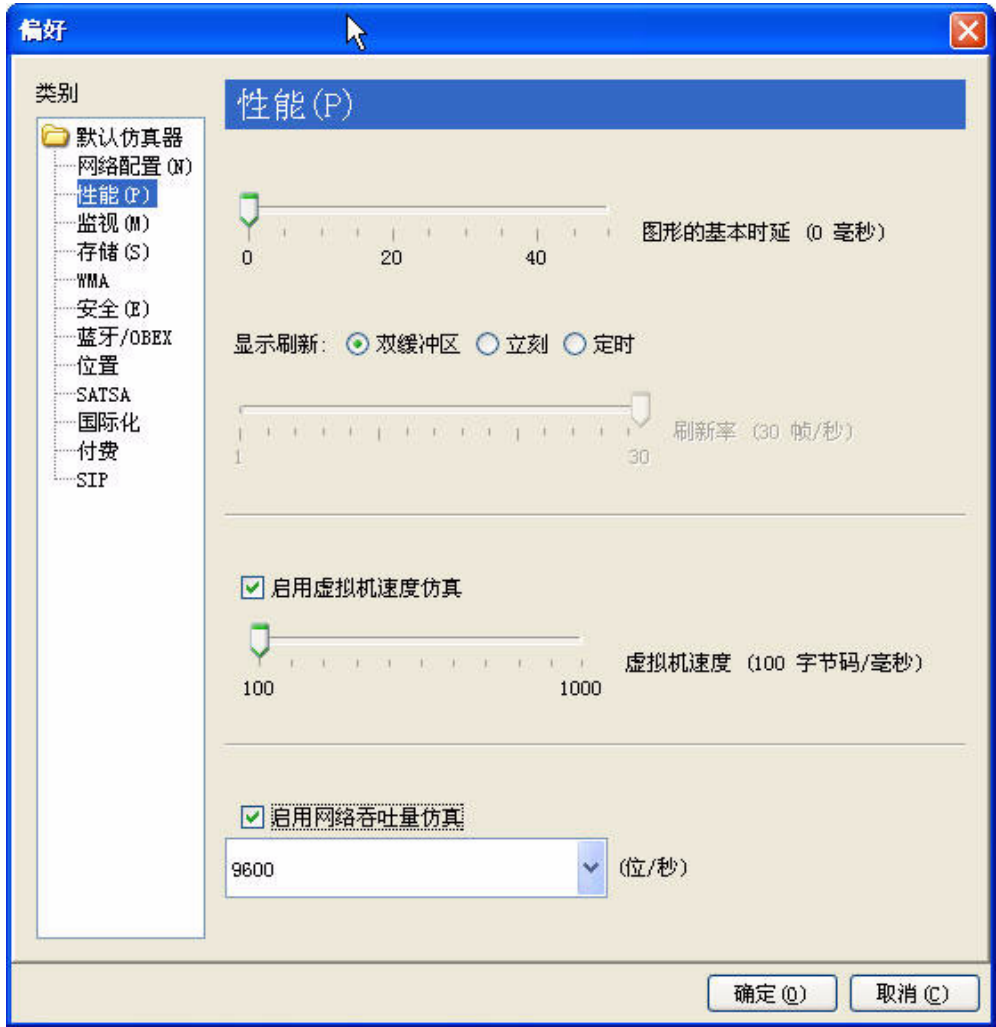 偏好
类别
性能(P)
默认仿真器
网络配置(N)
性能(P)
监视(M)
存储(S)
WMA
安全(E)
蓝牙/OBEX
位置
SATSA
国际化
付费
SIP
0 20 40
图形的基本时延 (0 毫秒)
显示刷新: 双缓冲区 立刻 定时
1 30
刷新率 (30 帧/秒)
启用虚拟机速度仿真
100 1000
虚拟机速度 (100 字节码/毫秒)
启用网络吞吐量仿真
9600 (位/秒)
确定(O) 取消(C)